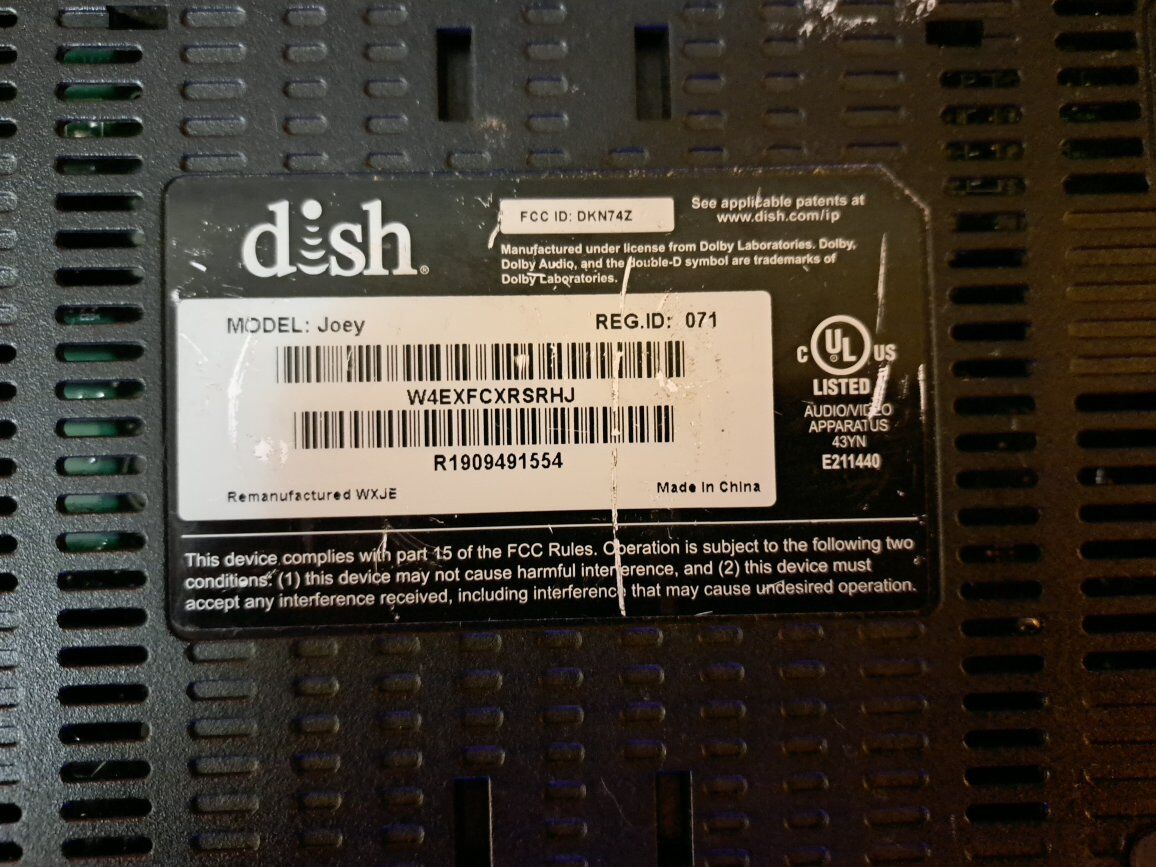 dish®
FCC ID: DKN74Z
See applicable patents at
www.dish.com/ip
Manufactured under license from Dolby Laboratories. Dolby,
Dolby Audio, and the double-D symbol are trademarks of
Dolby Laboratories.
MODEL: Joey REG.ID: 071
W4EXFCXRSRHJ
R1909491554
Remanufactured WXJE Made in China
C UL US
LISTED
AUDIO/VIDEO
APPARATUS
43YN
E211440
This device complies with part 15 of the FCC Rules. Operation is subject to the following two
conditions: (1) this device may not cause harmful interference, and (2) this device must
accept any interference received, including interference that may cause undesired operation.